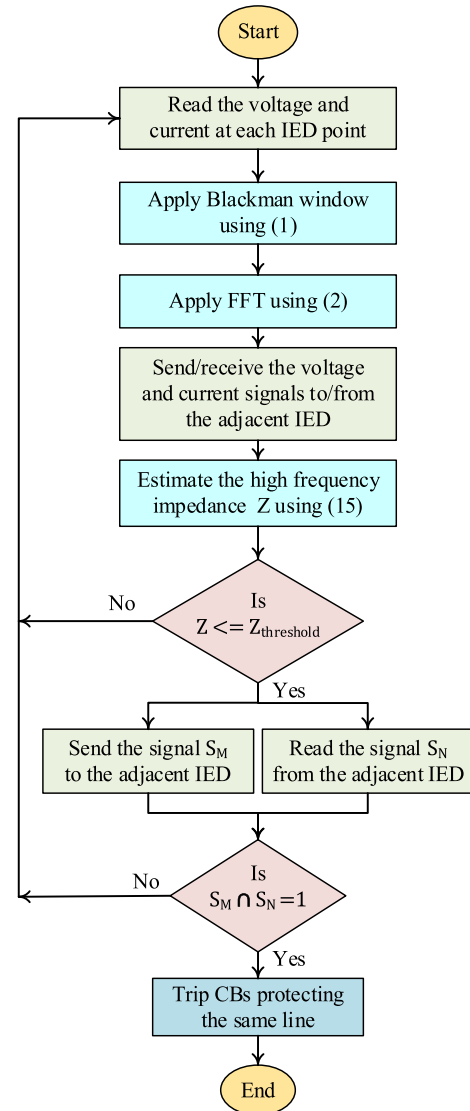 Start
Read the voltage and
current at each IED point
Apply Blackman window
using (1)
Apply FFT using (2)
Send/receive the voltage
and current signals to/from
the adjacent IED
Estimate the high frequency
impedance Z using (15)
Is
Z <= Zthreshold
No
Yes
Send the signal SM
to the adjacent IED
Read the signal SN
from the adjacent IED
Is
SM ∩ SN =1
No
Yes
Trip CBs protecting
the same line
End